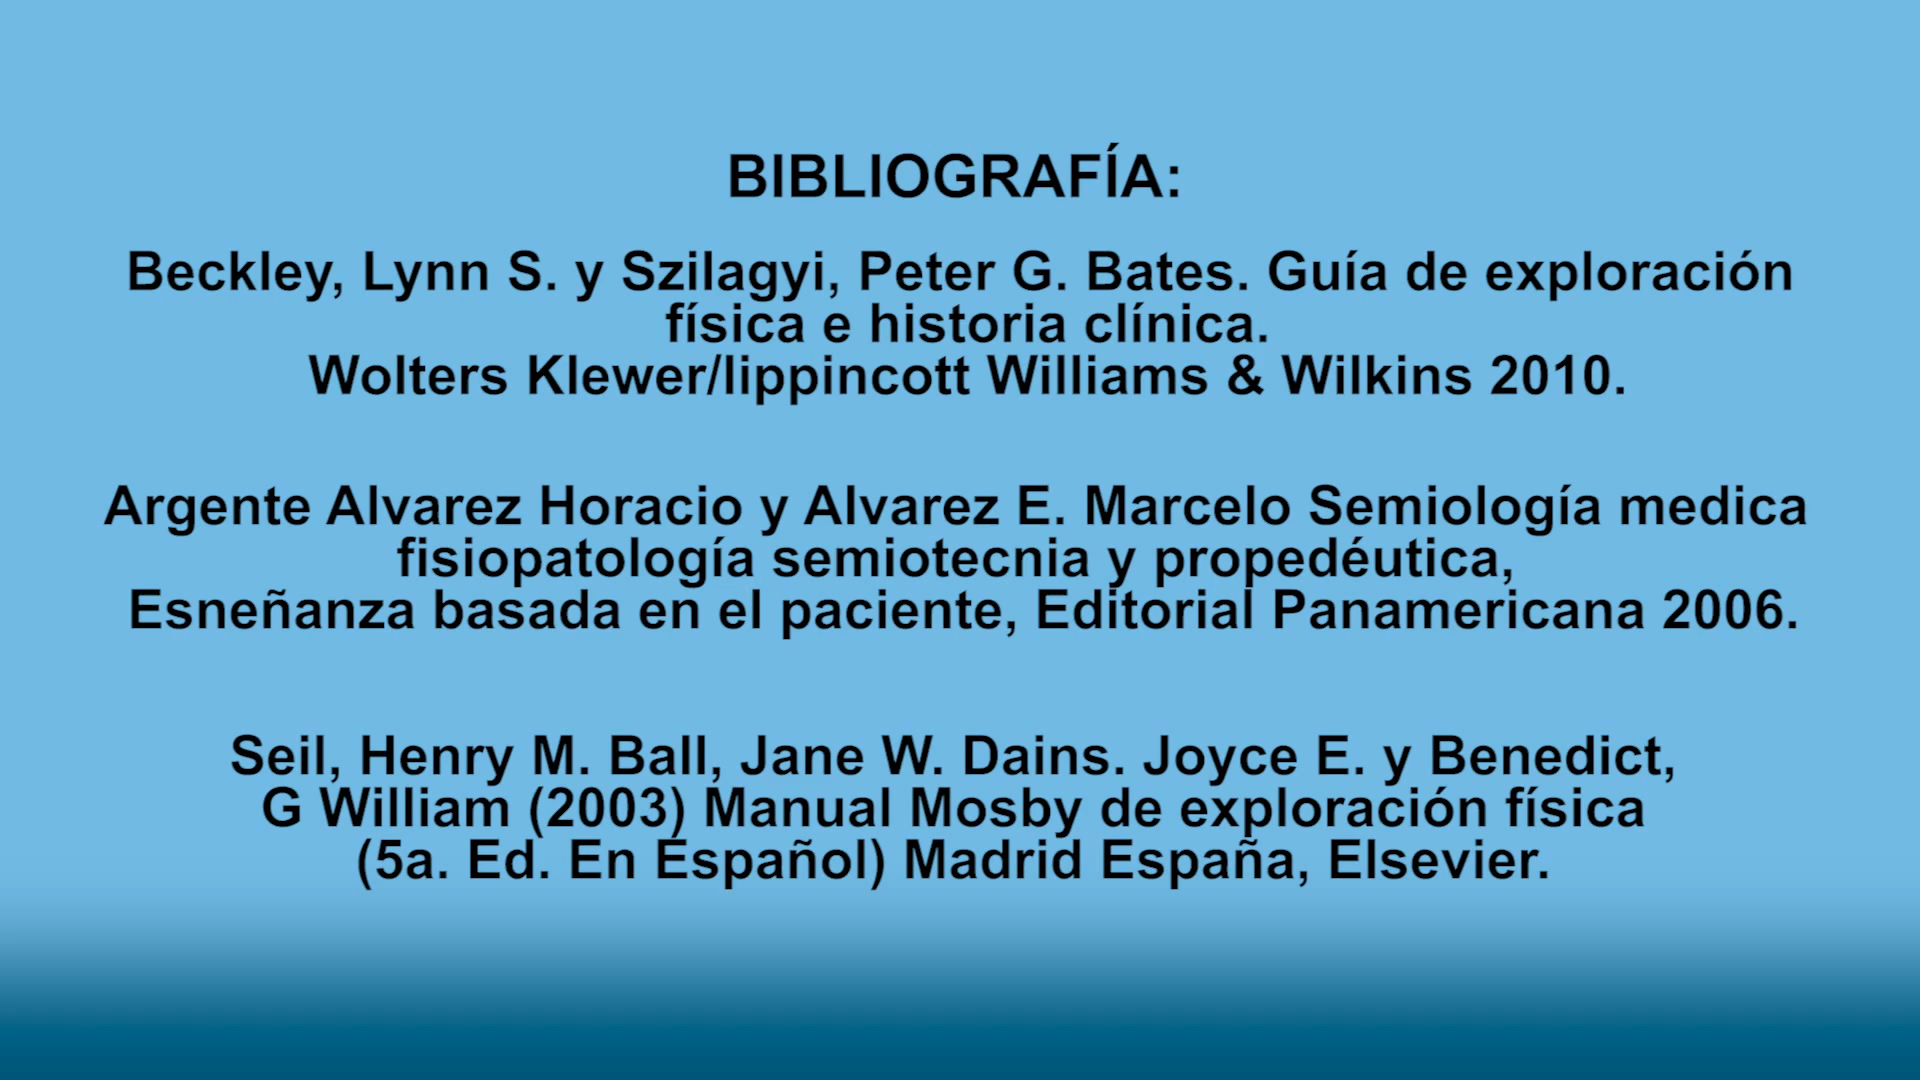 BIBLIOGRAFÍA:
Beckley, Lynn S. y Szilagyi, Peter G. Bates. Guía de exploración
física e historia clínica.
Wolters Klewer/lippincott Williams & Wilkins 2010.
Argente Alvarez Horacio y Alvarez E. Marcelo Semiología medica
fisiopatología semiotecnia y propedéutica,
Esneñanza basada en el paciente, Editorial Panamericana 2006.
Seil, Henry M. Ball, Jane W. Dains. Joyce E. y Benedict,
G William (2003) Manual Mosby de exploración física
(5a. Ed. En Español) Madrid España, Elsevier.